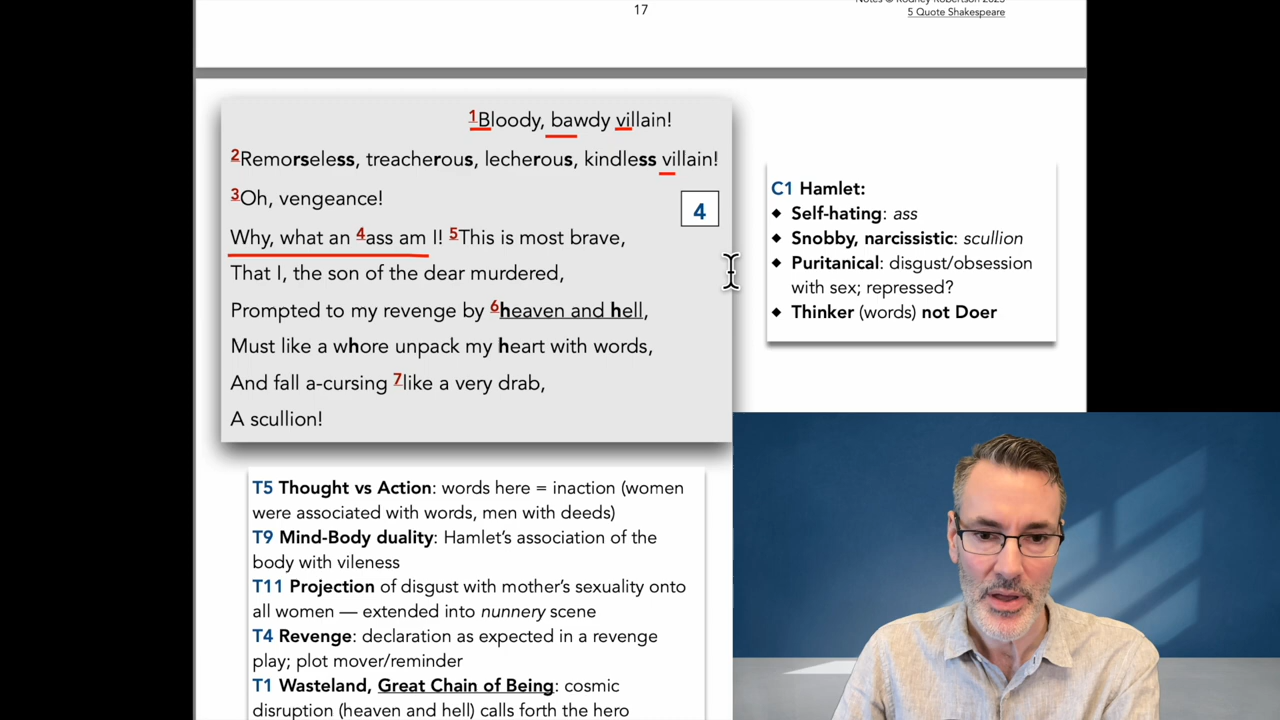 17
Notes © Rodney Robertson 2023
5 Quote Shakespeare
1Bloody, bawdy villain!
2Remorseless, treacherous, lecherous, kindless villain!
3Oh, vengeance!
4
Why, what an 4ass am I! 5This is most brave,
That I, the son of the dear murdered,
Prompted to my revenge by 6heaven and hell,
Must like a whore unpack my heart with words,
And fall a-cursing 7like a very drab,
A scullion!
C1 Hamlet:
◆ Self-hating: ass
◆ Snobby, narcissistic: scullion
◆ Puritanical: disgust/obsession
with sex; repressed?
◆ Thinker (words) not Doer
T5 Thought vs Action: words here = inaction (women
were associated with words, men with deeds)
T9 Mind-Body duality: Hamlet's association of the
body with vileness
T11 Projection of disgust with mother's sexuality onto
all women — extended into nunnery scene
T4 Revenge: declaration as expected in a revenge
play; plot mover/reminder
T1 Wasteland, Great Chain of Being: cosmic
disruption (heaven and hell) calls forth the hero